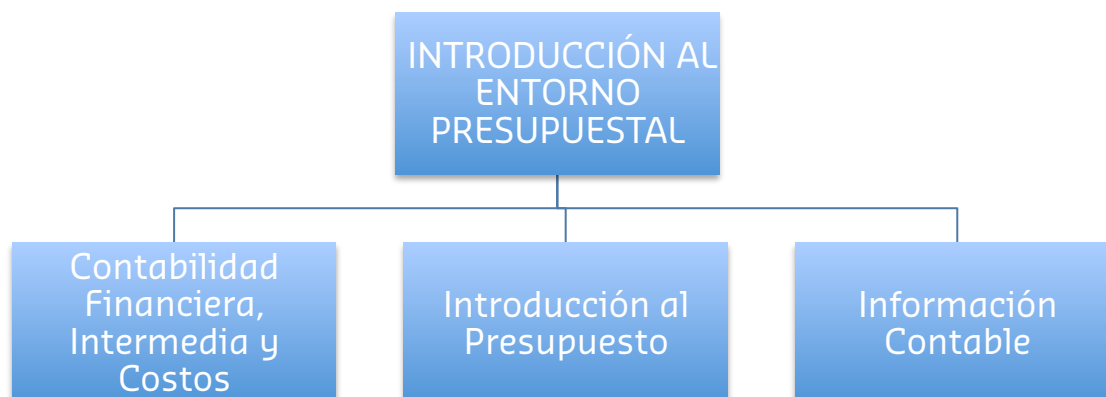 INTRODUCCIÓN AL
ENTORNO
PRESUPUESTAL
Contabilidad
Financiera,
Intermedia y
Costos
Introducción al
Presupuesto
Información
Contable